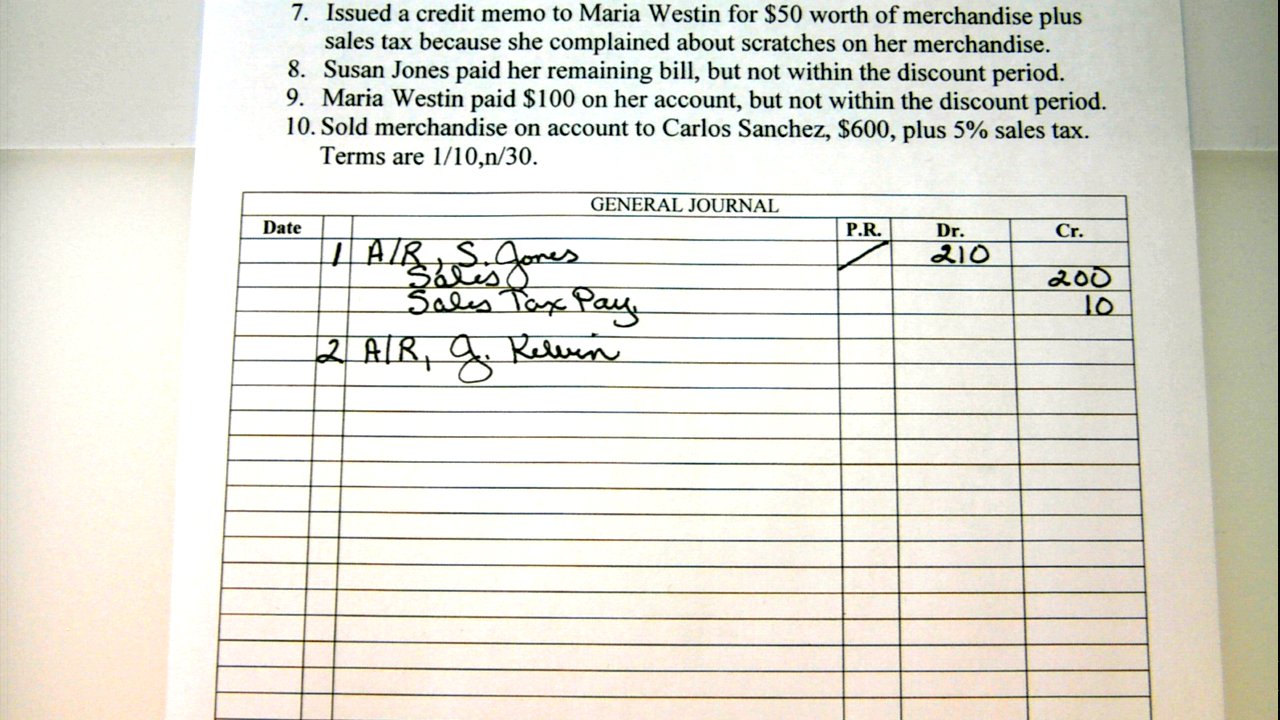 7. Issued a credit memo to Maria Westin for $50 worth of merchandise plus
sales tax because she complained about scratches on her merchandise.
8. Susan Jones paid her remaining bill, but not within the discount period.
9. Maria Westin paid $100 on her account, but not within the discount period.
10. Sold merchandise on account to Carlos Sanchez, $600, plus 5% sales tax.
Terms are 1/10,n/30.
GENERAL JOURNAL
Date P.R. Dr. Cr.
1 A/R, S. Jones 210
Sales 200
Sales Tax Pay. 10
2 A/R, J. Kelvin